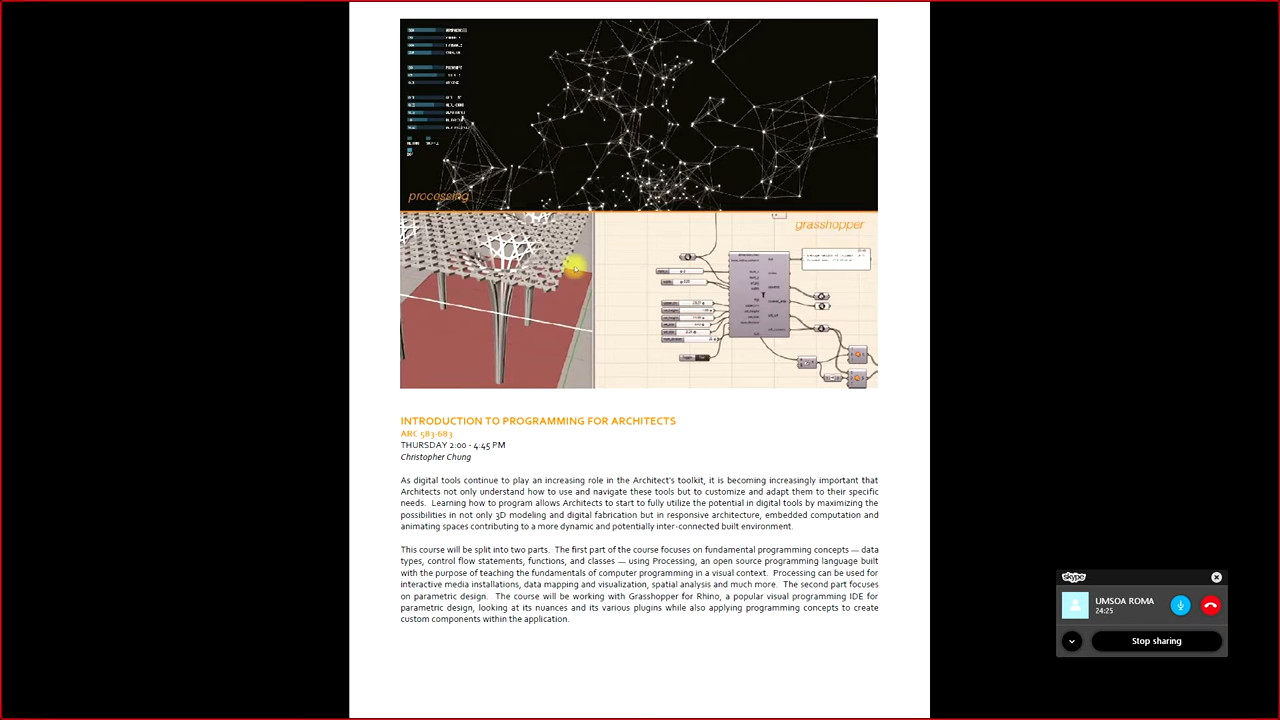 processing
grasshopper
INTRODUCTION TO PROGRAMMING FOR ARCHITECTS
ARC 583-683
THURSDAY 2:00 - 4:45 PM
Christopher Chung
As digital tools continue to play an increasing role in the Architect's toolkit, it is becoming increasingly important that
Architects not only understand how to use and navigate these tools but to customize and adapt them to their specific
needs. Learning how to program allows Architects to start to fully utilize the potential in digital tools by maximizing the
possibilities in not only 3D modeling and digital fabrication but in responsive architecture, embedded computation and
animating spaces contributing to a more dynamic and potentially inter-connected built environment.
This course will be split into two parts. The first part of the course focuses on fundamental programming concepts — data
types, control flow statements, functions, and classes — using Processing, an open source programming language built
with the purpose of teaching the fundamentals of computer programming in a visual context. Processing can be used for
interactive media installations, data mapping and visualization, spatial analysis and much more. The second part focuses
on parametric design. The course will be working with Grasshopper for Rhino, a popular visual programming IDE for
parametric design, looking at its nuances and its various plugins while also applying programming concepts to create
custom components within the application.
skype
UMSOA ROMA
24:25
Stop sharing